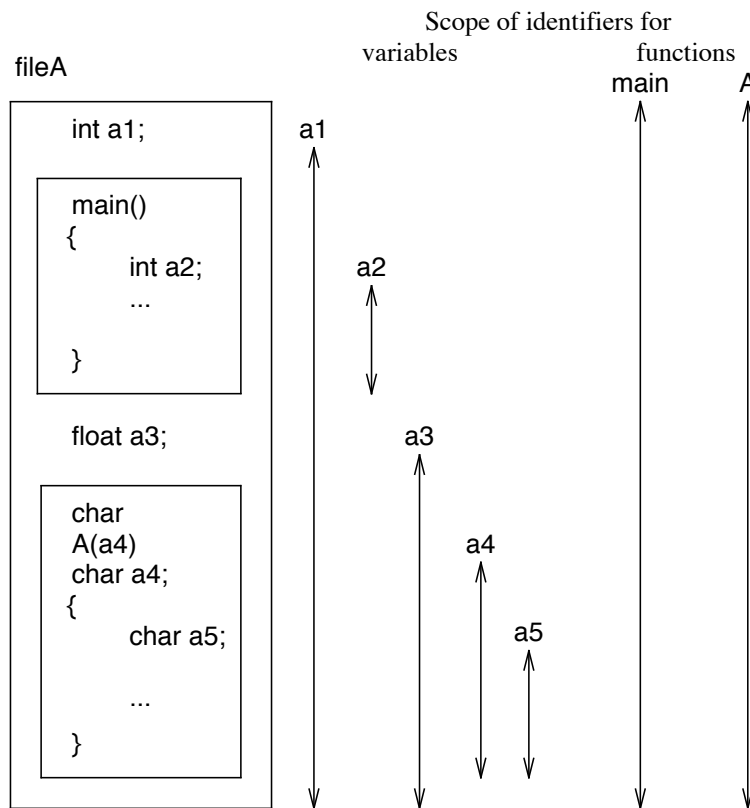 Scope of identifiers for
variables functions
fileA
main A
int a1; a1
main()
{
int a2; a2
...
}
float a3; a3
char
A(a4) a4
char a4;
{
char a5; a5
...
}